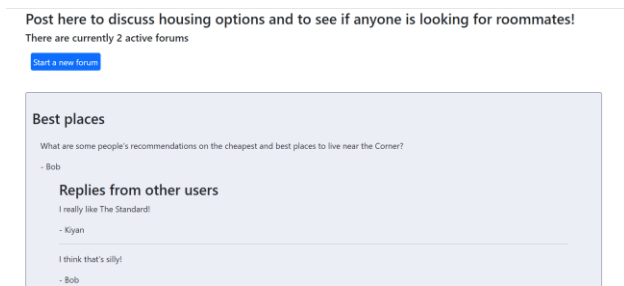 Post here to discuss housing options and to see if anyone is looking for roommates!
There are currently 2 active forums
Start a new forum
Best places
What are some people's recommendations on the cheapest and best places to live near the Corner?
- Bob
Replies from other users
I really like The Standard!
- Kiyan
I think that's silly!
- Bob